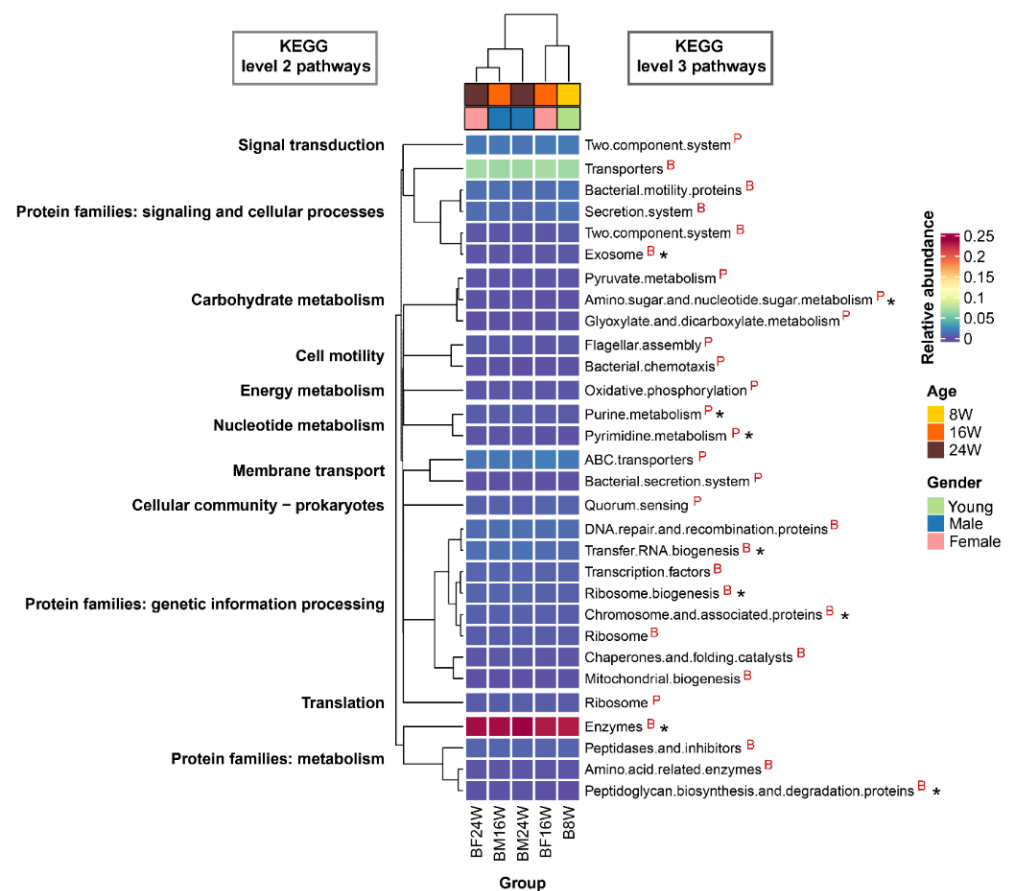 KEGG
level 2 pathways
KEGG
level 3 pathways
Signal transduction
Two.component.system P
Transporters B
Protein families: signaling and cellular processes
Bacterial.motility.proteins B
Secretion.system B
Two.component.system B
Exosome B *
Carbohydrate metabolism
Pyruvate.metabolism P
Amino.sugar.and.nucleotide.sugar.metabolism P *
Glyoxylate.and.dicarboxylate.metabolism P
Cell motility
Flagellar.assembly P
Bacterial.chemotaxis P
Energy metabolism
Oxidative.phosphorylation P
Nucleotide metabolism
Purine.metabolism P *
Pyrimidine.metabolism P *
Membrane transport
ABC.transporters P
Bacterial.secretion.system P
Cellular community − prokaryotes
Quorum.sensing P
Protein families: genetic information processing
DNA.repair.and.recombination.proteins B
Transfer.RNA.biogenesis B *
Transcription.factors B
Ribosome.biogenesis B *
Chromosome.and.associated.proteins B *
Ribosome B
Chaperones.and.folding.catalysts B
Mitochondrial.biogenesis B
Translation
Ribosome P
Enzymes B *
Protein families: metabolism
Peptidases.and.inhibitors B
Amino.acid.related.enzymes B
Peptidoglycan.biosynthesis.and.degradation.proteins B *
BF24W
BM16W
BM24W
BF16W
B8W
Group
Relative abundance
0.25
0.2
0.15
0.1
0.05
0
Age
8W
16W
24W
Gender
Young
Male
Female